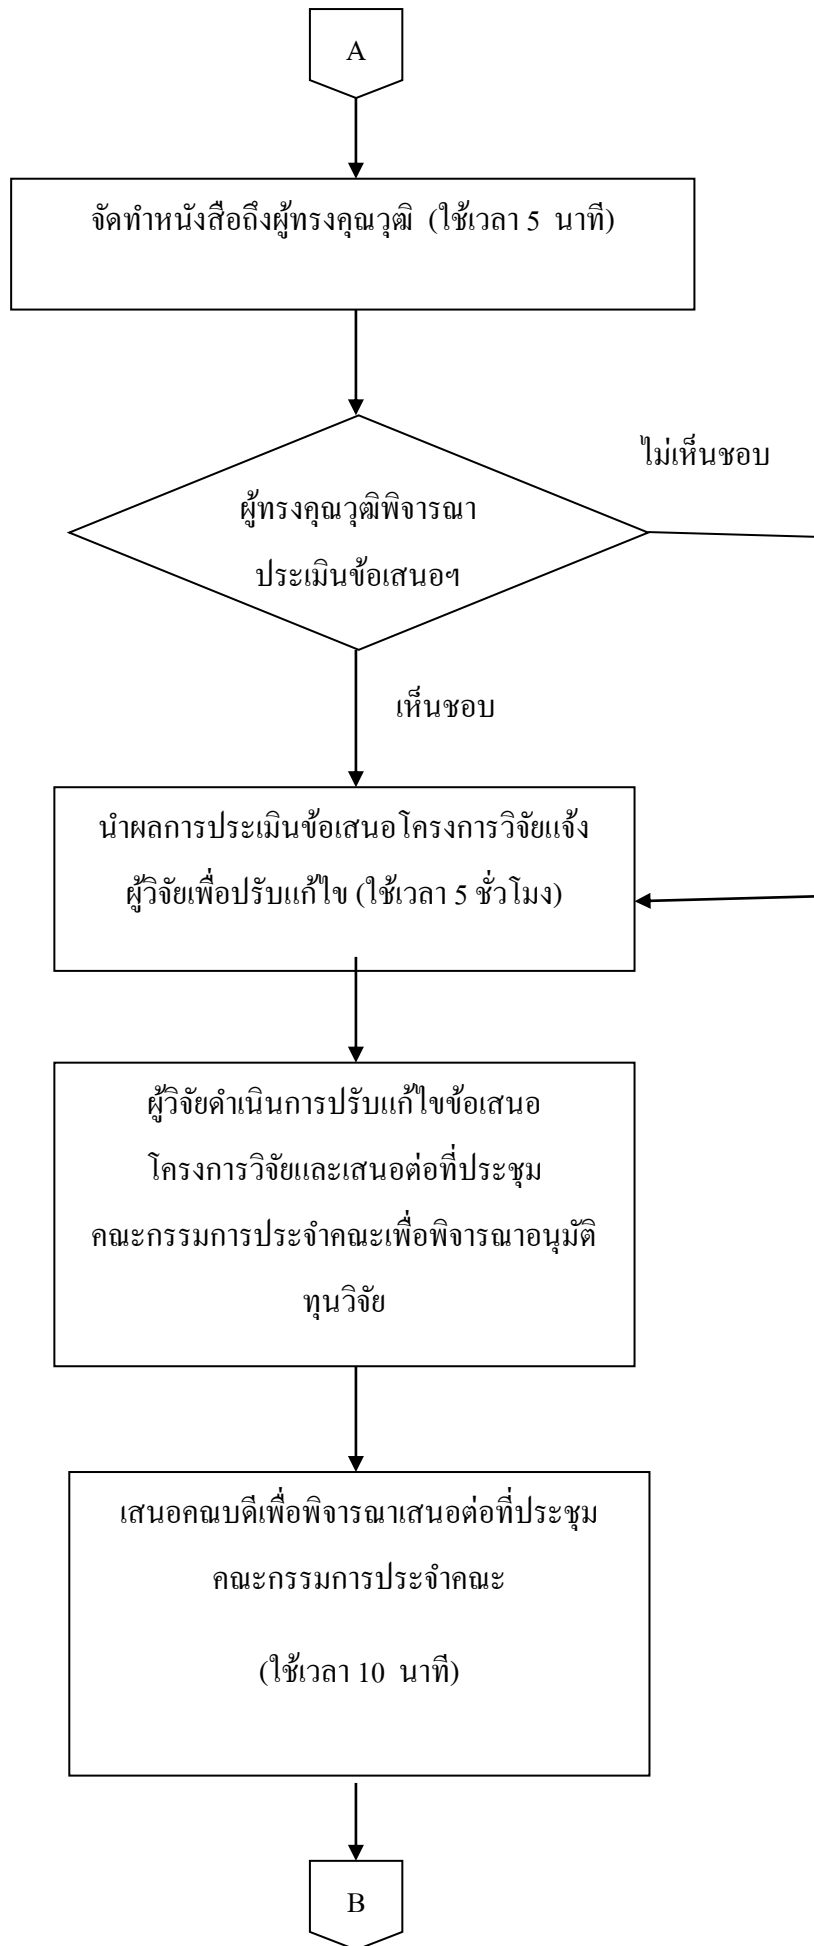 A
จัดทำหนังสือถึงผู้ทรงคุณวุฒิ (ใช้เวลา 5 นาที)
ไม่เห็นชอบ
ผู้ทรงคุณวุฒิพิจารณา
ประเมินข้อเสนอฯ
เห็นชอบ
นำผลการประเมินข้อเสนอโครงการวิจัยแจ้ง
ผู้วิจัยเพื่อปรับแก้ไข (ใช้เวลา 5 ชั่วโมง)
ผู้วิจัยดำเนินการปรับแก้ไขข้อเสนอ
โครงการวิจัยและเสนอต่อที่ประชุม
คณะกรรมการประจำคณะเพื่อพิจารณาอนุมัติ
ทุนวิจัย
เสนอคณบดีเพื่อพิจารณาเสนอต่อที่ประชุม
คณะกรรมการประจำคณะ
(ใช้เวลา 10 นาที)
B